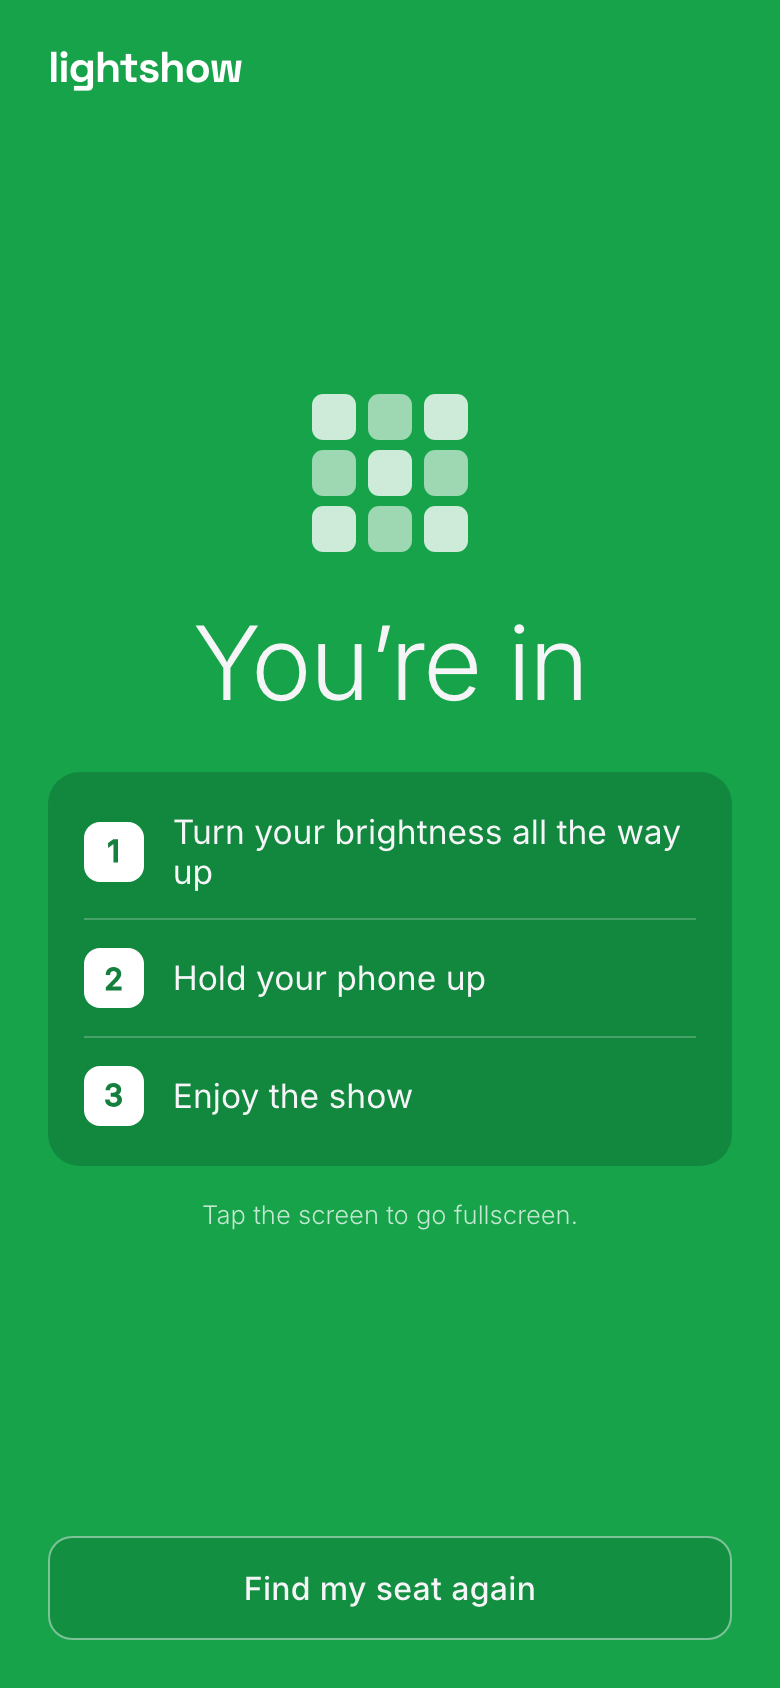 lightshow
You’re in
1
Turn your brightness all the way
up
2
Hold your phone up
3
Enjoy the show
Tap the screen to go fullscreen.
Find my seat again